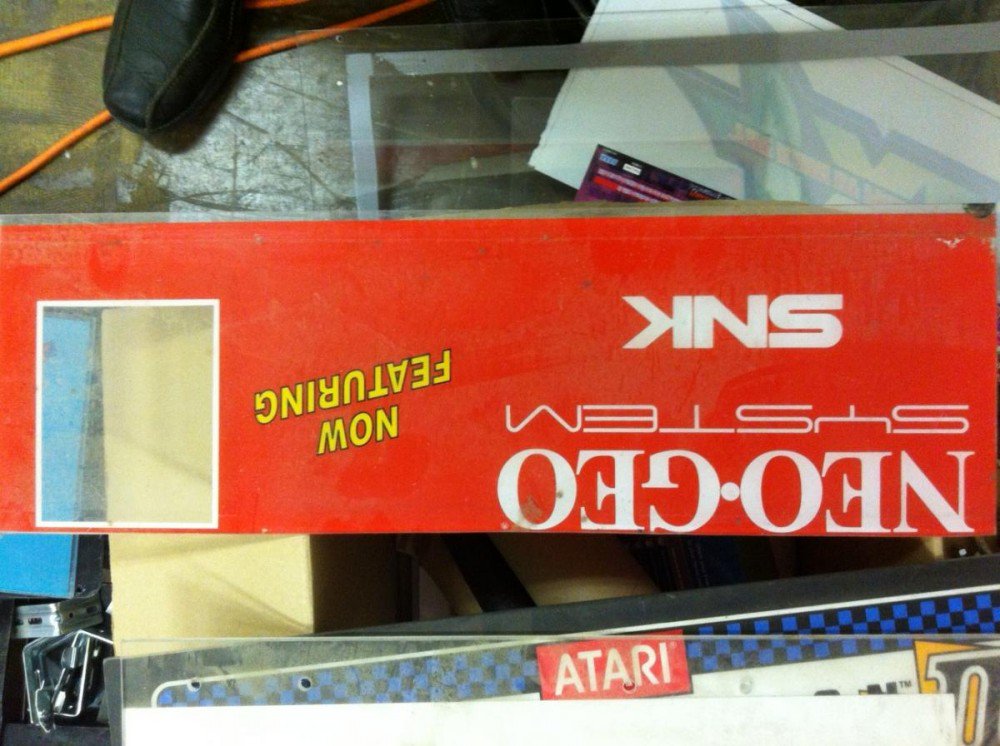 NEO•GEO
SYSTEM
SNK
NOW
FEATURING
ATARI